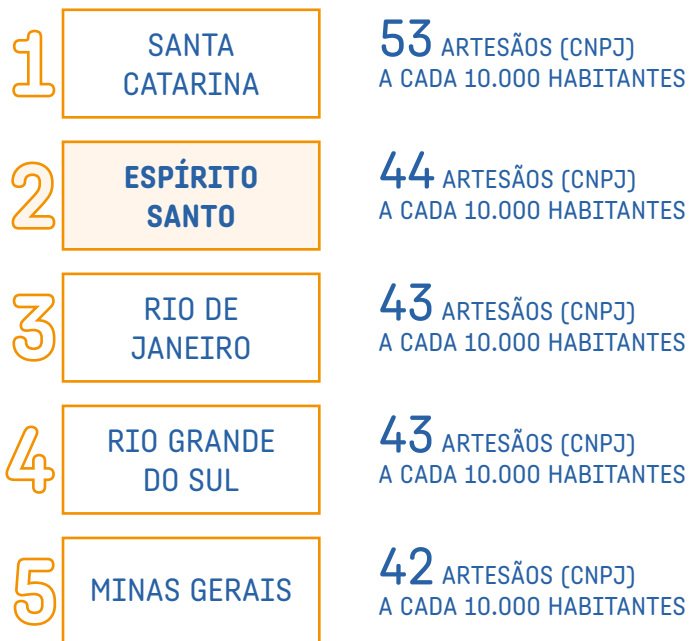 1
SANTA
CATARINA
53 ARTESÃOS (CNPJ)
A CADA 10.000 HABITANTES
2
ESPÍRITO
SANTO
44 ARTESÃOS (CNPJ)
A CADA 10.000 HABITANTES
3
RIO DE
JANEIRO
43 ARTESÃOS (CNPJ)
A CADA 10.000 HABITANTES
4
RIO GRANDE
DO SUL
43 ARTESÃOS (CNPJ)
A CADA 10.000 HABITANTES
5
MINAS GERAIS
42 ARTESÃOS (CNPJ)
A CADA 10.000 HABITANTES